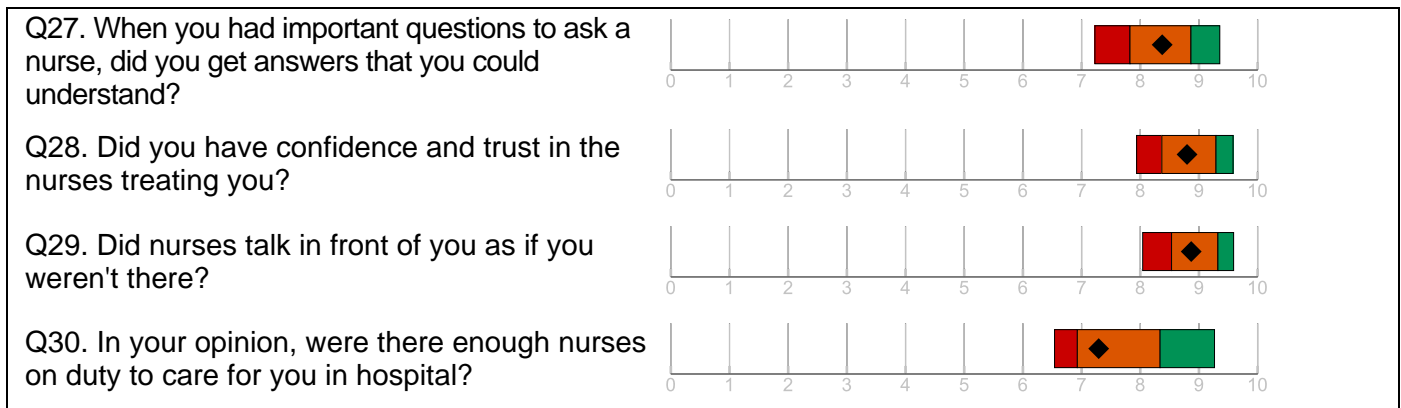 Q27. When you had important questions to ask a
nurse, did you get answers that you could
understand?
0 1 2 3 4 5 6 7 8 9 10
Q28. Did you have confidence and trust in the
nurses treating you?
0 1 2 3 4 5 6 7 8 9 10
Q29. Did nurses talk in front of you as if you
weren't there?
0 1 2 3 4 5 6 7 8 9 10
Q30. In your opinion, were there enough nurses
on duty to care for you in hospital?
0 1 2 3 4 5 6 7 8 9 10